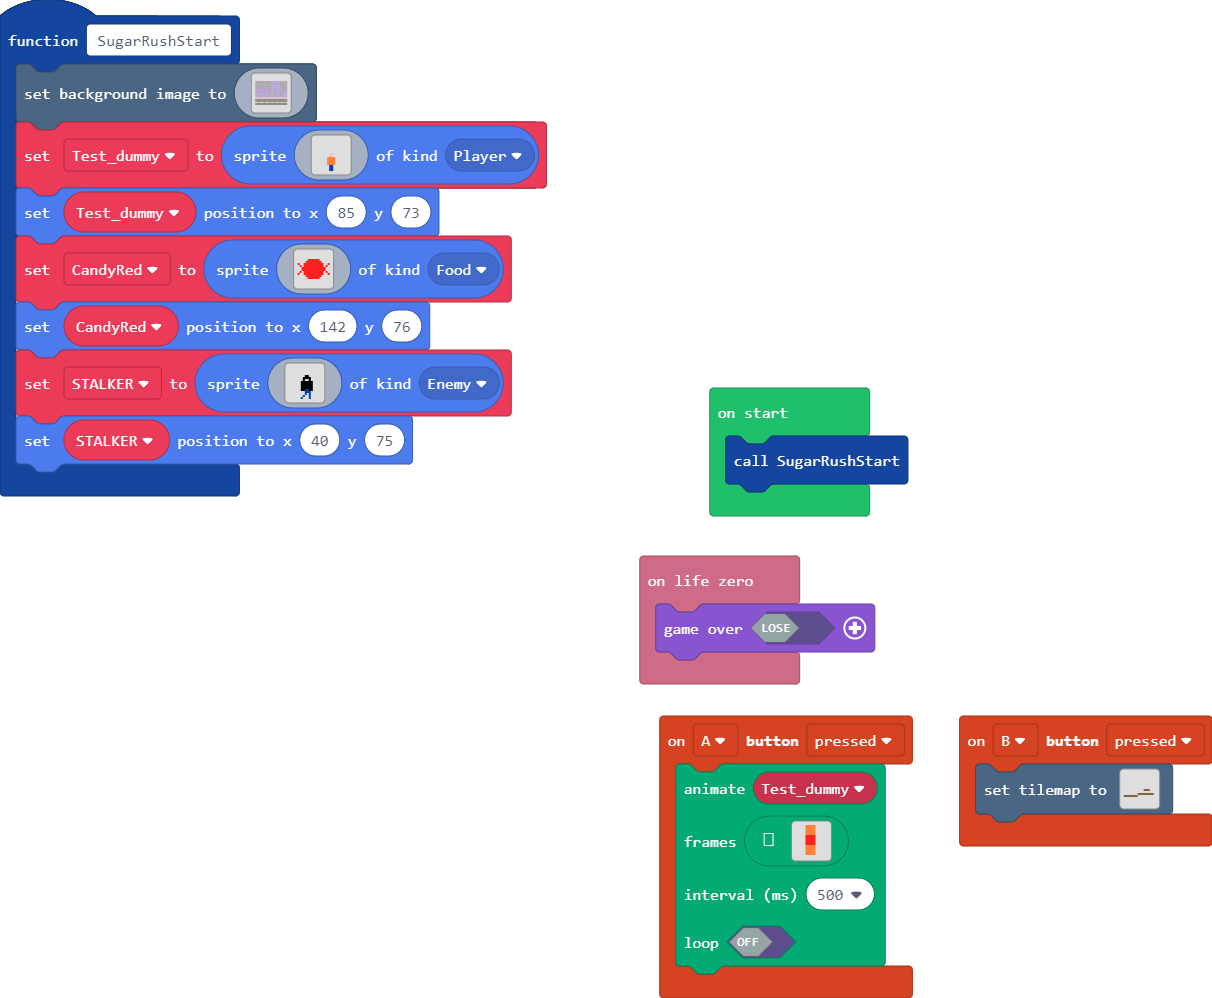 function SugarRushStart
set background image to
set Test_dummy to sprite of kind Player
set Test_dummy position to x 85 y 73
set CandyRed to sprite of kind Food
set CandyRed position to x 142 y 76
set STALKER to sprite of kind Enemy
set STALKER position to x 40 y 75
on start
call SugarRushStart
on life zero
game over LOSE
on A button pressed
animate Test_dummy
frames
interval (ms) 500
loop OFF
on B button pressed
set tilemap to